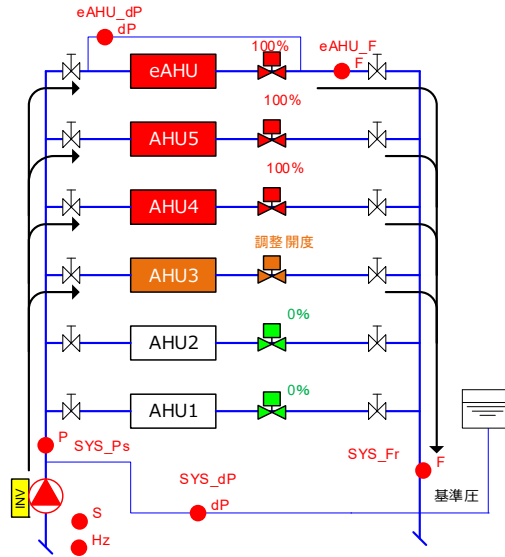 eAHU_dP
dP
100%
eAHU_F
F
eAHU
100%
AHU5
100%
AHU4
調整開度
AHU3
0%
AHU2
0%
AHU1
P
SYS_Ps
SYS_Fr
F
SYS_dP
dP
基準圧
INV
S
Hz